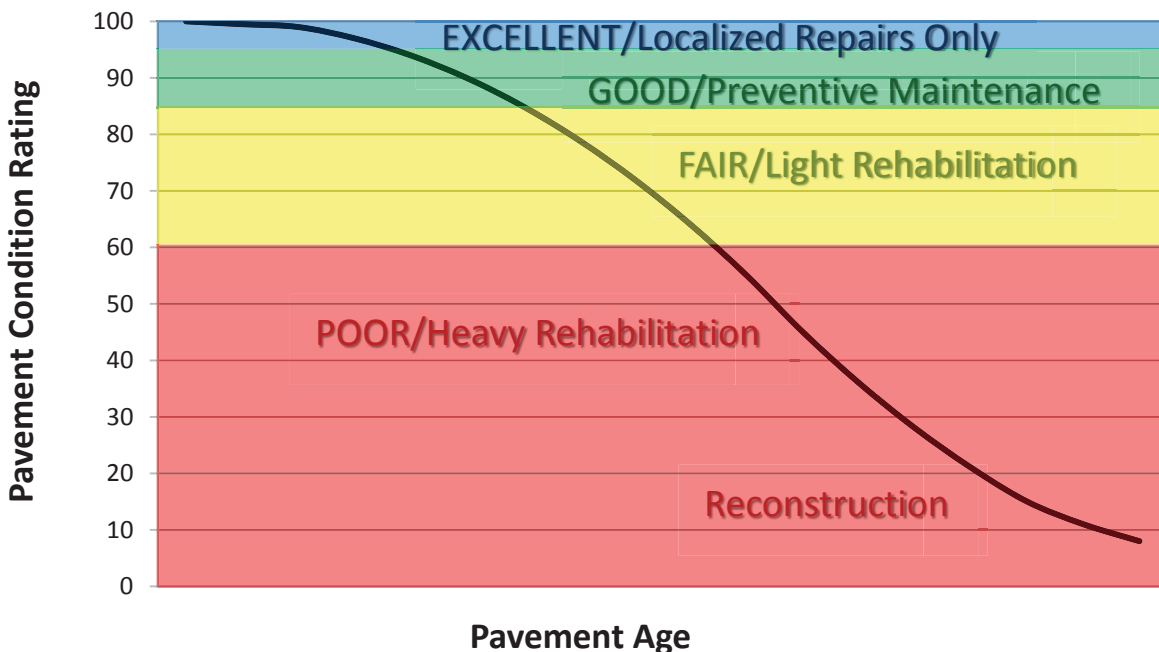 Pavement Condition Rating
100
90
80
70
60
50
40
30
20
10
0
EXCELLENT/Localized Repairs Only
GOOD/Preventive Maintenance
FAIR/Light Rehabilitation
POOR/Heavy Rehabilitation
Reconstruction
Pavement Age